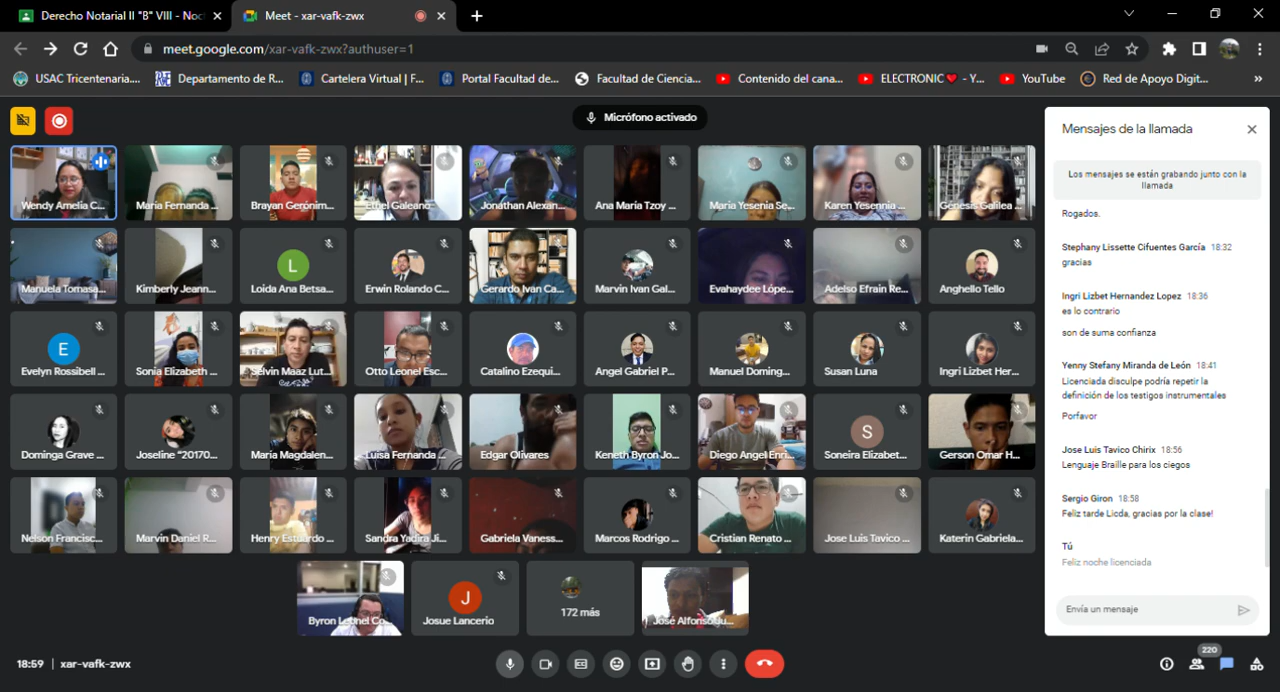 Derecho Notarial II "B" VIII - Noct
Meet - xar-vafk-zwx
meet.google.com/xar-vafk-zwx?authuser=1
USAC Tricentenaria....
Departamento de R...
Cartelera Virtual | F...
Portal Facultad de...
Facultad de Ciencia...
Contenido del cana...
ELECTRONIC❤ - Y...
YouTube
Red de Apoyo Digit...
»
Micrófono activado
Wendy Amelia C...
María Fernanda ...
Brayan Gerónim...
Ethel Galeano
Jonathan Alexan...
Ana María Tzoy ...
María Yesenia Se...
Karen Yesennia ...
Génesis Galilea ...
Manuela Tomasa...
Kimberly Jeann...
L
Loida Ana Betsa...
Erwin Rolando C...
Gerardo Ivan Ca...
Marvin Ivan Gal...
Evahaydee Lópe...
Adelso Efrain Re...
Anghello Tello
E
Evelyn Rossibell ...
Sonia Elizabeth ...
Selvin Maaz Lut...
Otto Leonel Esc...
Catalino Ezequi...
Angel Gabriel P...
Manuel Doming...
Susan Luna
Ingri Lizbet Her...
Dominga Grave ...
Joseline "20170...
María Magdalen...
Luisa Fernanda ...
Edgar Olivares
Keneth Byron Jo...
Diego Angel Enri...
S
Soneira Elizabet...
Gerson Omar H...
Nelson Francisc...
Marvin Daniel R...
Henry Estuardo ...
Sandra Yadira Ji...
Gabriela Vaness...
Marcos Rodrigo ...
Cristian Renato ...
Jose Luis Tavico ...
Katerin Gabriela...
Byron Leonel Co...
J
Josue Lancerio
172 más
José Alfonso Ju...
Mensajes de la llamada
Los mensajes se están grabando junto con la
llamada
Rogados.
Stephany Lissette Cifuentes García 18:32
gracias
Ingri Lizbet Hernandez Lopez 18:36
es lo contrario
son de suma confianza
Yenny Stefany Miranda de León 18:41
Licenciada disculpe podría repetir la
definición de los testigos instrumentales
Porfavor
Jose Luis Tavico Chirix 18:56
Lenguaje Braille para los ciegos
Sergio Giron 18:58
Feliz tarde Licda, gracias por la clase!
Tú
Feliz noche licenciada
Envía un mensaje
18:59 | xar-vafk-zwx
220